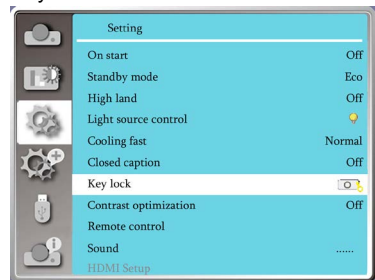 Setting
On start Off
Standby mode Eco
High land Off
Light source control
Cooling fast Normal
Closed caption Off
Key lock
Contrast optimization Off
Remote control
Sound ......
HDMI Setup